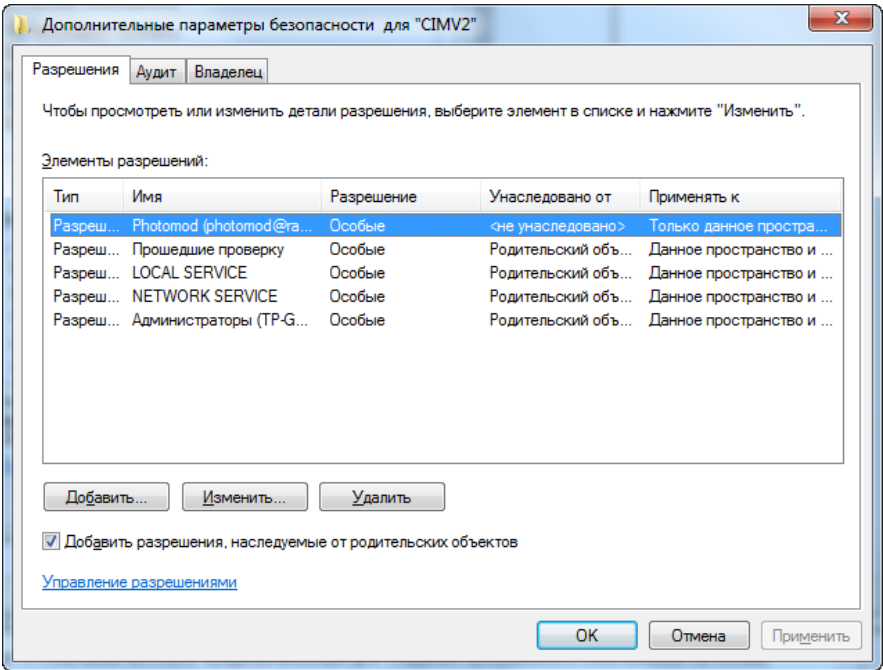 Дополнительные параметры безопасности для "CIMV2"
Разрешения Аудит Владелец
Чтобы просмотреть или изменить детали разрешения, выберите элемент в списке и нажмите "Изменить".
Элементы разрешений:
Тип Имя Разрешение Унаследовано от Применять к
Разреш... Photomod (photomod@ra... Особые <не унаследовано> Только данное простра...
Разреш... Прошедшие проверку Особые Родительский объ... Данное пространство и ...
Разреш... LOCAL SERVICE Особые Родительский объ... Данное пространство и ...
Разреш... NETWORK SERVICE Особые Родительский объ... Данное пространство и ...
Разреш... Администраторы (TP-G... Особые Родительский объ... Данное пространство и ...
Добавить... Изменить... Удалить
Добавить разрешения, наследуемые от родительских объектов
Управление разрешениями
OK Отмена Применить